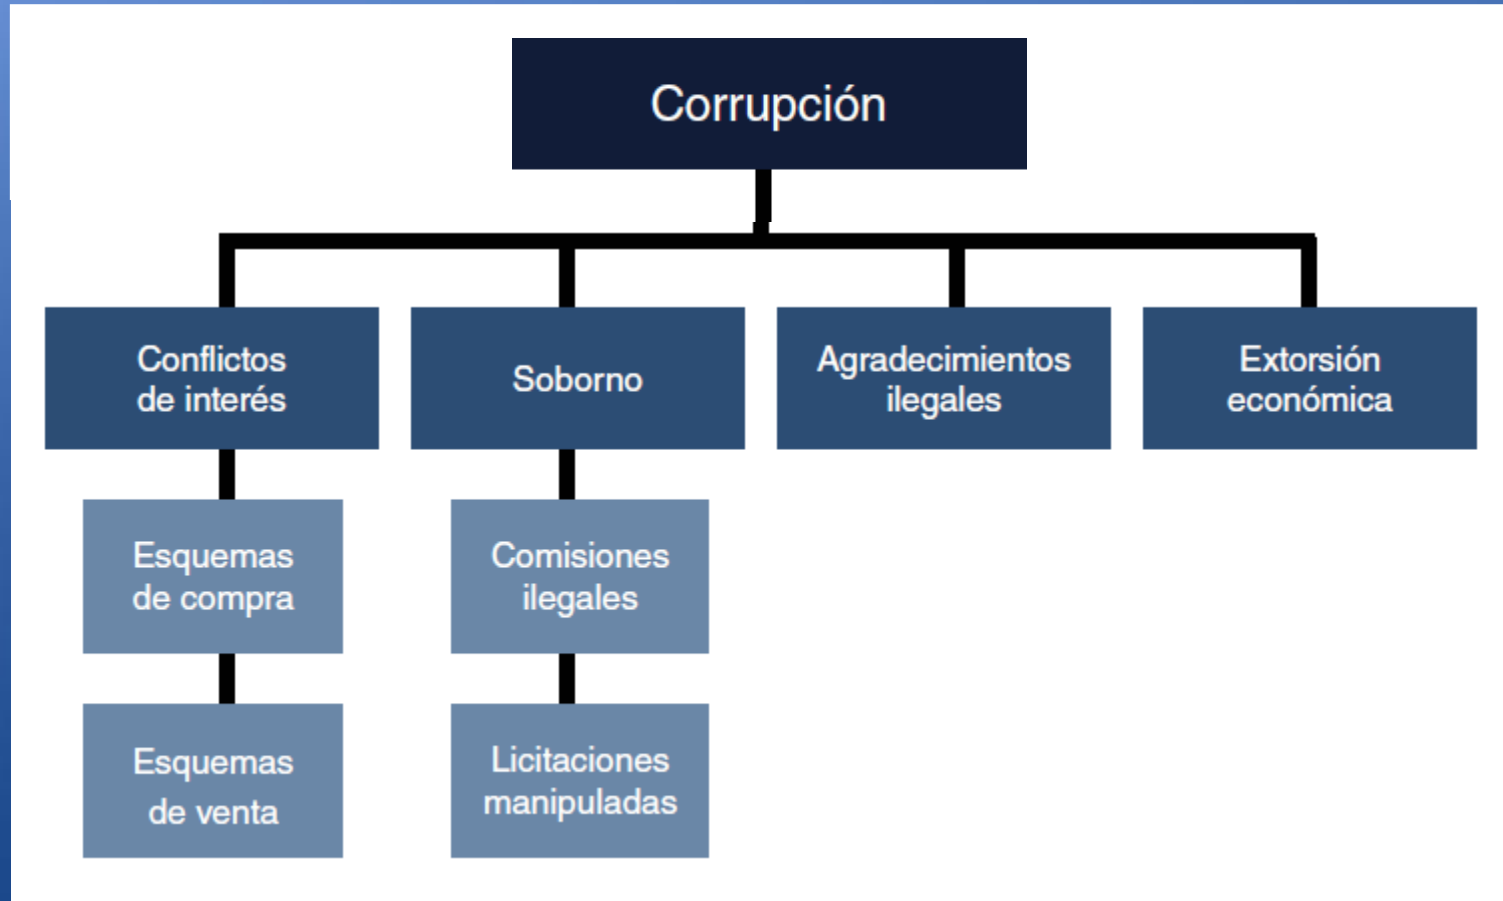 Corrupción
Conflictos
de interés
Soborno
Agradecimientos
ilegales
Extorsión
económica
Esquemas
de compra
Comisiones
ilegales
Esquemas
de venta
Licitaciones
manipuladas